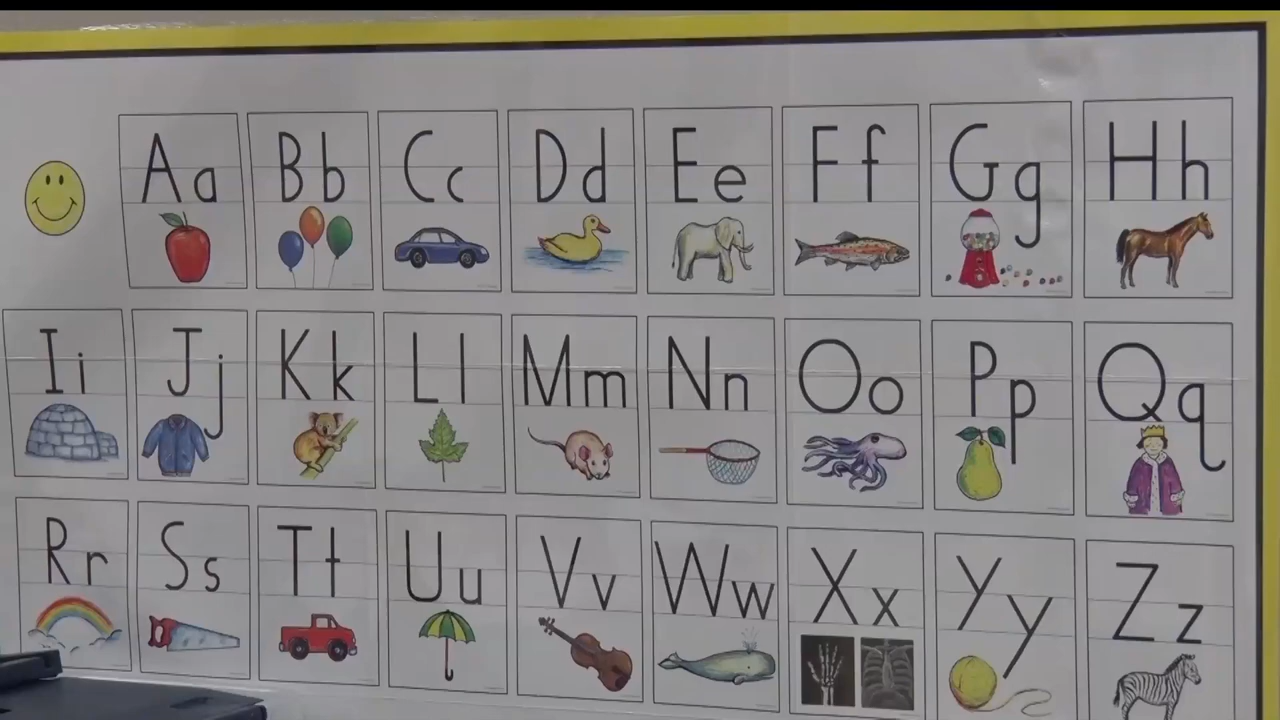 Aa Bb Cc Dd Ee Ff Gg Hh
Ii Jj Kk Ll Mm Nn Oo Pp Qq
Rr Ss Tt Uu Vv Ww Xx Yy Zz